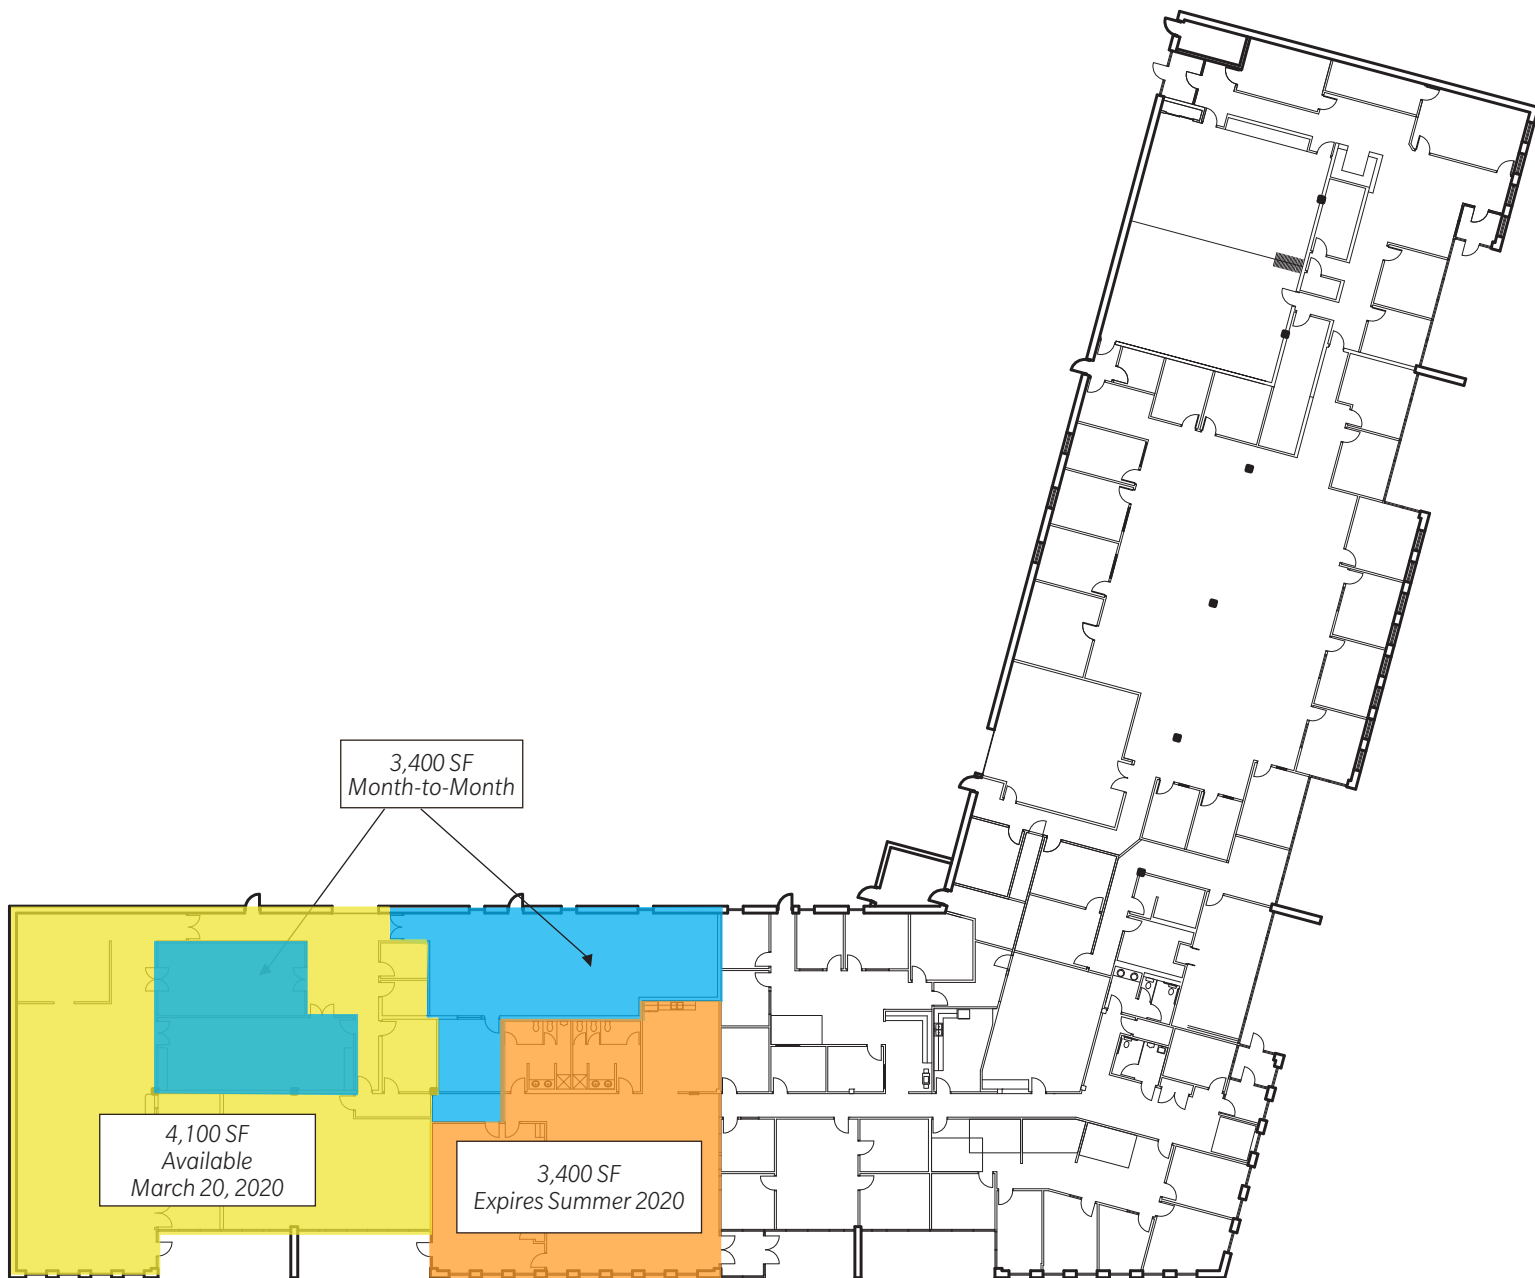 3,400 SF
Month-to-Month
4,100 SF
Available
March 20, 2020
3,400 SF
Expires Summer 2020